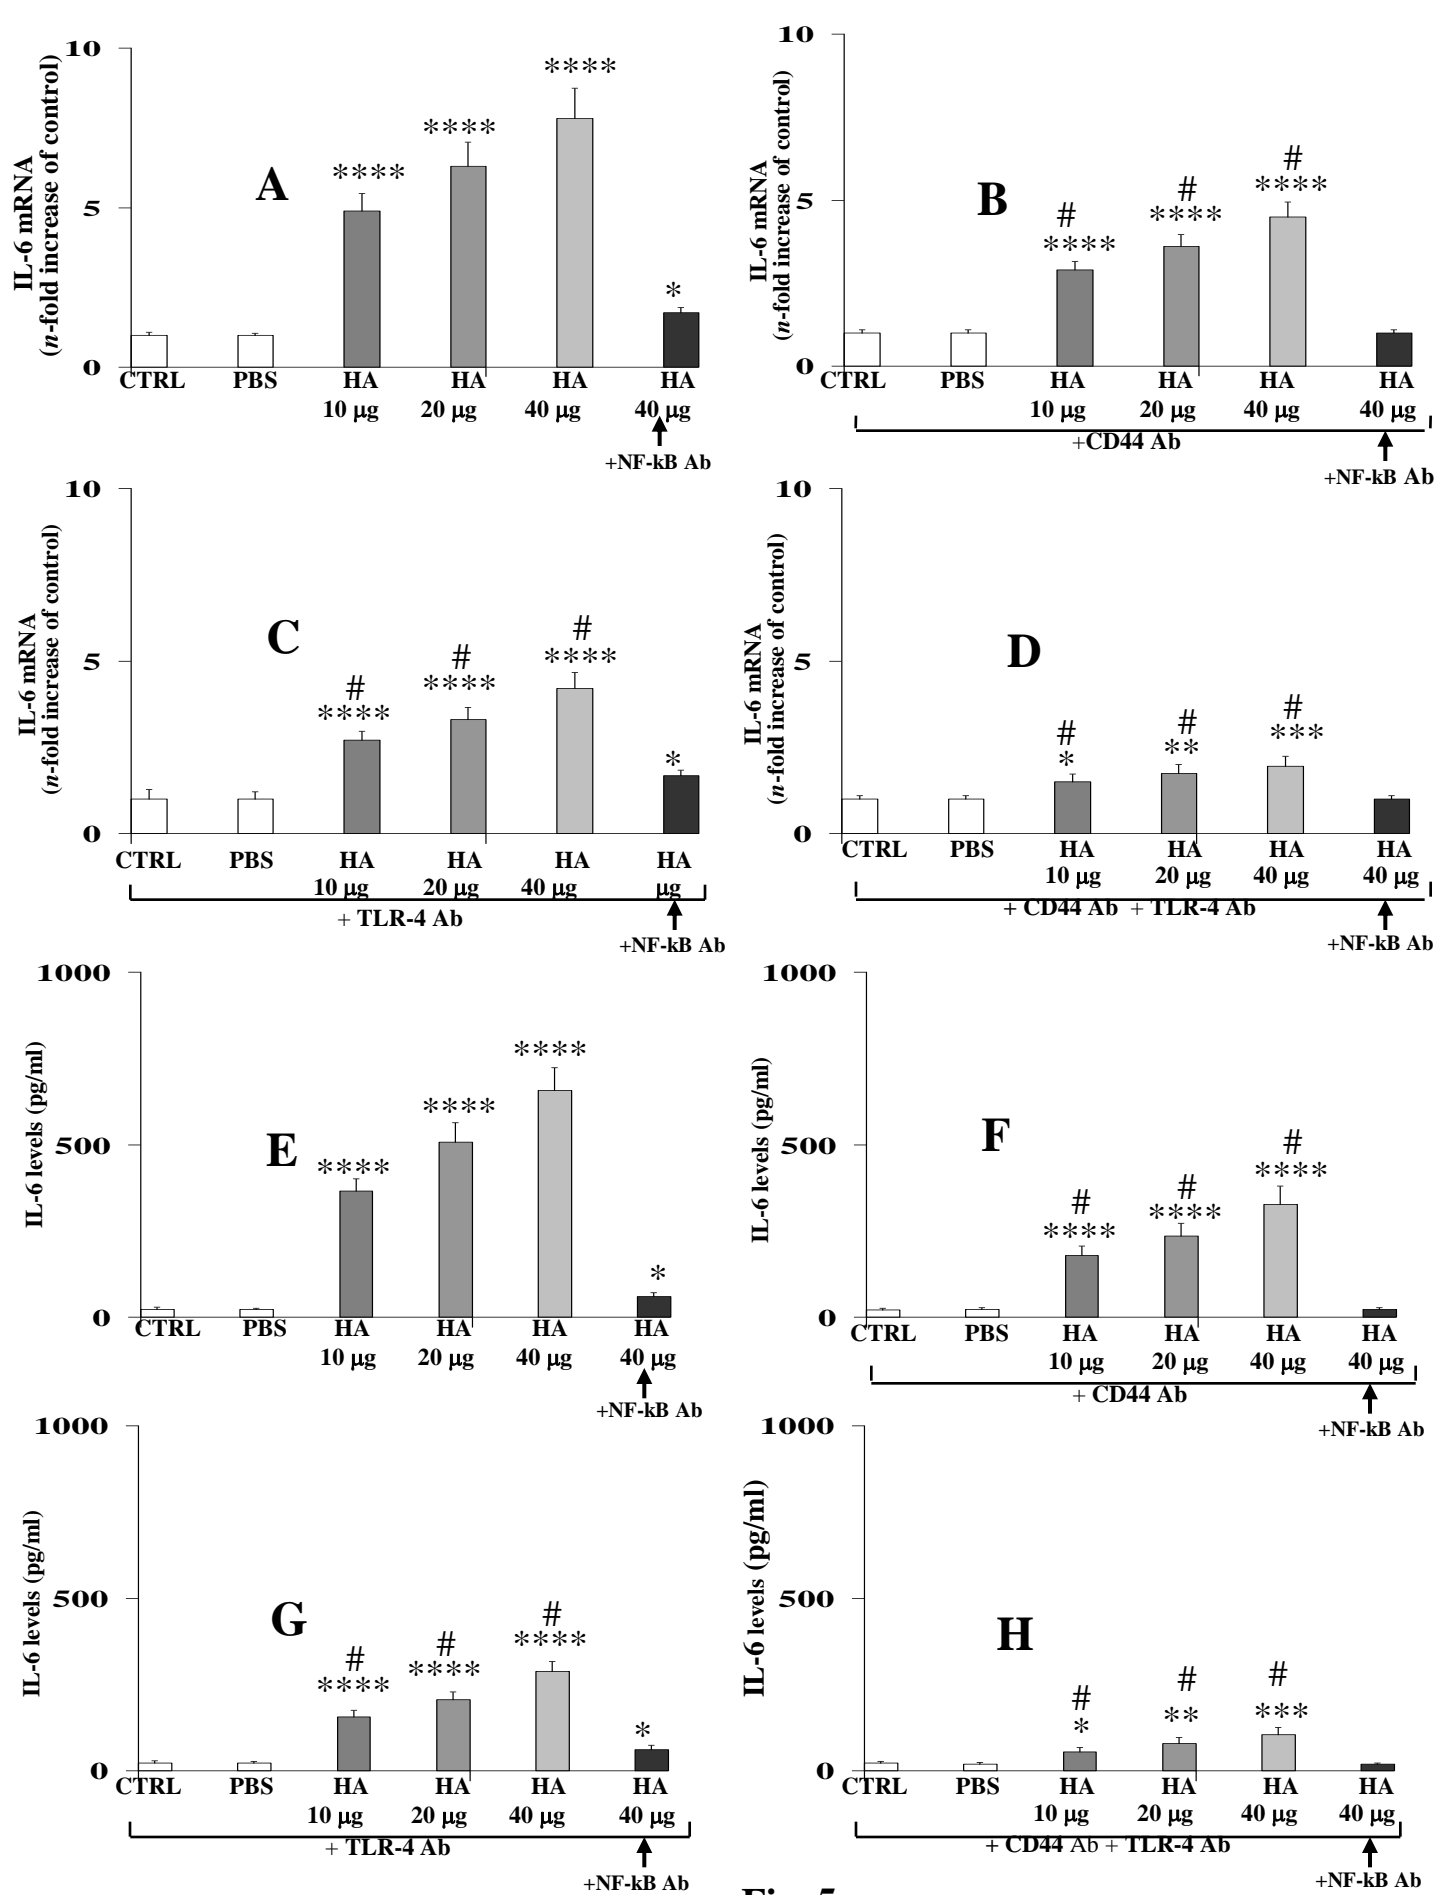 10
5
0
IL-6 mRNA
(n-fold increase of control)
A
****
****
****
*
CTRL PBS HA HA HA HA
10 µg 20 µg 40 µg 40 µg
+NF-kB Ab
10
5
0
IL-6 mRNA
(n-fold increase of control)
B
# # #
**** **** ****
CTRL PBS HA HA HA HA
10 µg 20 µg 40 µg 40 µg
+CD44 Ab
+NF-kB Ab
10
5
0
IL-6 mRNA
(n-fold increase of control)
C
# # #
**** **** ****
*
CTRL PBS HA HA HA HA
10 µg 20 µg 40 µg µg
+ TLR-4 Ab
+NF-kB Ab
10
5
0
IL-6 mRNA
(n-fold increase of control)
D
# # #
* ** ***
CTRL PBS HA HA HA HA
10 µg 20 µg 40 µg 40 µg
+ CD44 Ab + TLR-4 Ab
+NF-kB Ab
1000
500
0
IL-6 levels (pg/ml)
E
****
****
****
*
CTRL PBS HA HA HA HA
10 µg 20 µg 40 µg 40 µg
+NF-kB Ab
1000
500
0
IL-6 levels (pg/ml)
F
# # #
**** **** ****
CTRL PBS HA HA HA HA
10 µg 20 µg 40 µg 40 µg
+ CD44 Ab
+NF-kB Ab
1000
500
0
IL-6 levels (pg/ml)
G
# # #
**** **** ****
*
CTRL PBS HA HA HA HA
10 µg 20 µg 40 µg 40 µg
+ TLR-4 Ab
+NF-kB Ab
1000
500
0
IL-6 levels (pg/ml)
H
# # #
* ** ***
CTRL PBS HA HA HA HA
10 µg 20 µg 40 µg 40 µg
+ CD44 Ab + TLR-4 Ab
+NF-kB Ab